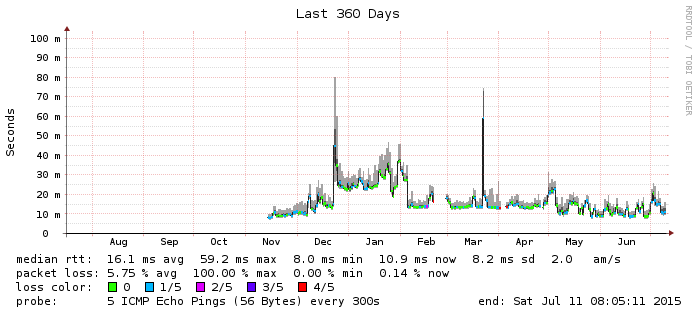 Last 360 Days
RRDTOOL / TOBI OETIKER
Seconds
100 m
90 m
80 m
70 m
60 m
50 m
40 m
30 m
20 m
10 m
0
Aug Sep Oct Nov Dec Jan Feb Mar Apr May Jun
median rtt: 16.1 ms avg 59.2 ms max 8.0 ms min 10.9 ms now 8.2 ms sd 2.0 am/s
packet loss: 5.75 % avg 100.00 % max 0.00 % min 0.14 % now
loss color: 0 1/5 2/5 3/5 4/5
probe: 5 ICMP Echo Pings (56 Bytes) every 300s end: Sat Jul 11 08:05:11 2015